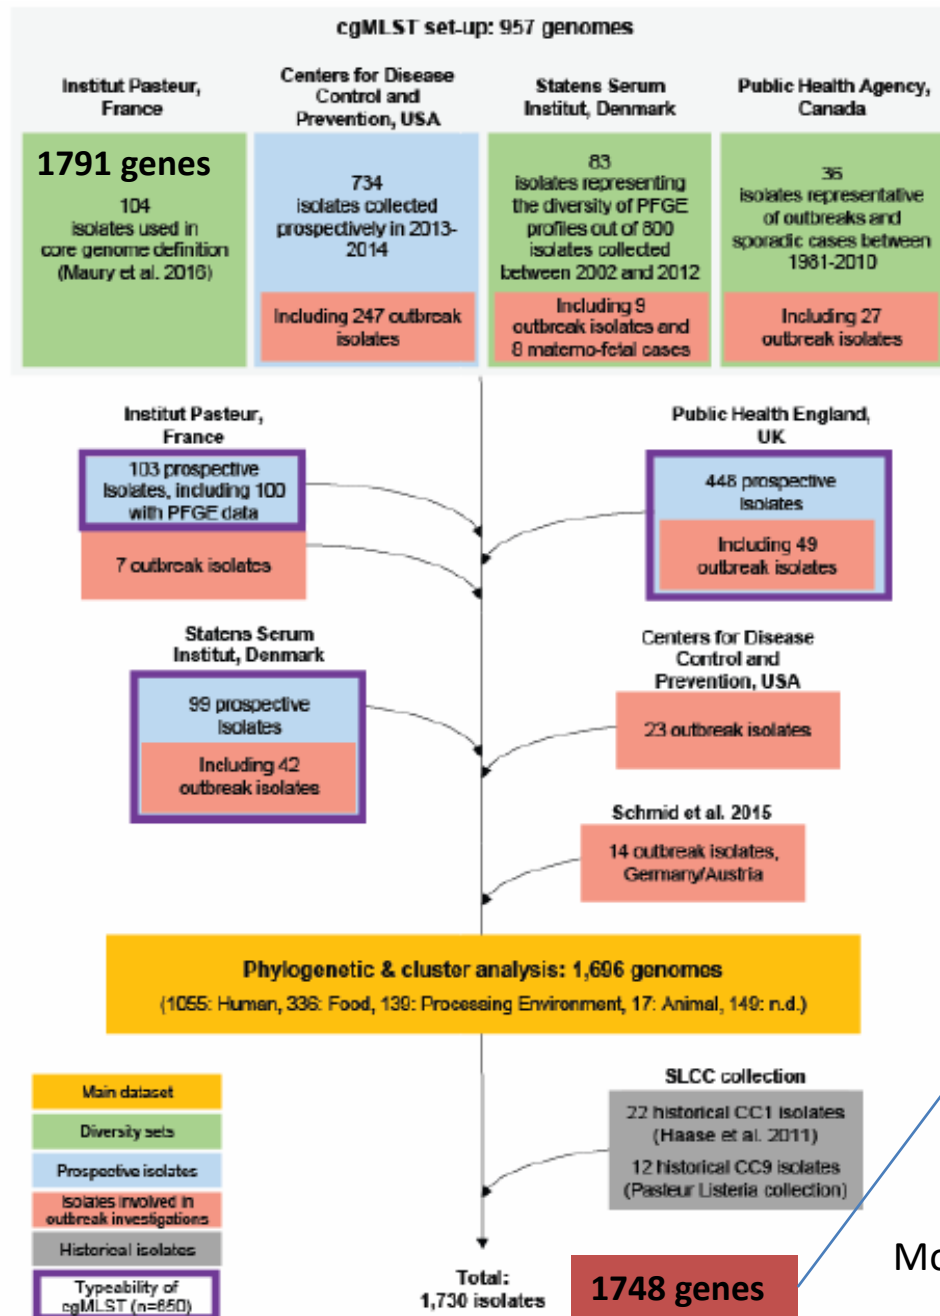 cgMLST set-up: 957 genomes
Institut Pasteur,
France
1791 genes
104
isolates used in
core genome definition
(Maury et al. 2016)
Centers for Disease
Control and
Prevention, USA
734
isolates collected
prospectively in 2013-
2014
Including 247 outbreak
isolates
Statens Serum
Institut, Denmark
83
isolates representing
the diversity of PFGE
profiles out of 800
isolates collected
between 2002 and 2012
Including 9
outbreak isolates and
8 materno-fetal cases
Public Health Agency,
Canada
36
isolates representative
of outbreaks and
sporadic cases between
1981-2010
Including 27
outbreak isolates
Institut Pasteur,
France
103 prospective
Isolates, including 100
with PFGE data
7 outbreak isolates
Public Health England,
UK
448 prospective
Isolates
Including 49
outbreak isolates
Statens Serum
Institut, Denmark
99 prospective
Isolates
Including 42
outbreak isolates
Centers for Disease
Control and
Prevention, USA
23 outbreak isolates
Schmid et al. 2015
14 outbreak isolates,
Germany/Austria
Phylogenetic & cluster analysis: 1,696 genomes
(1055: Human, 336: Food, 139: Processing Environment, 17: Animal, 149: n.d.)
SLCC collection
22 historical CC1 isolates
(Haase et al. 2011)
12 historical CC9 isolates
(Pasteur Listeria collection)
Main dataset
Diversity sets
Prospective isolates
Isolates involved in
outbreak investigations
Historical isolates
Typeability of
cgMLST (n=650)
Total:
1,730 isolates
1748 genes
Mo